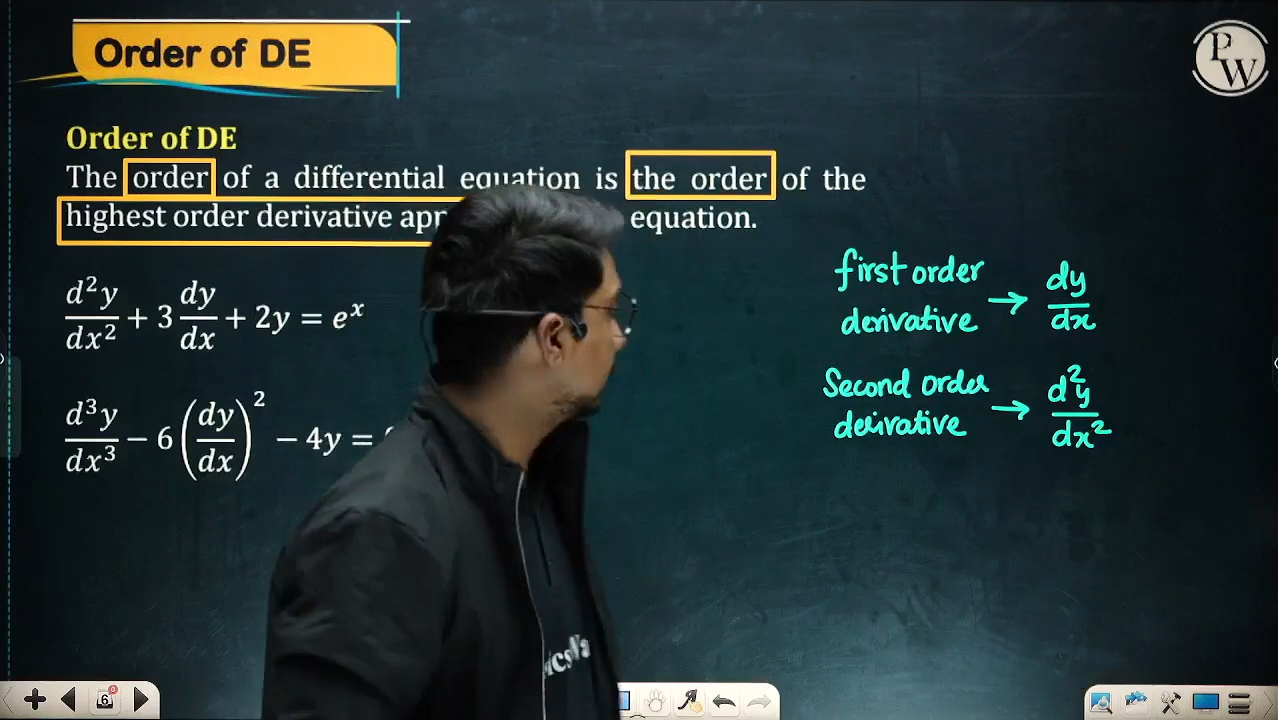 Order of DE
PW
Order of DE
The order of a differential equation is the order of the
highest order derivative equation.
d²y/dx² + 3 dy/dx + 2y = eˣ
d³y/dx³ − 6 (dy/dx)² − 4y =
first order
derivative → dy/dx
Second order
derivative → d²y/dx²
6